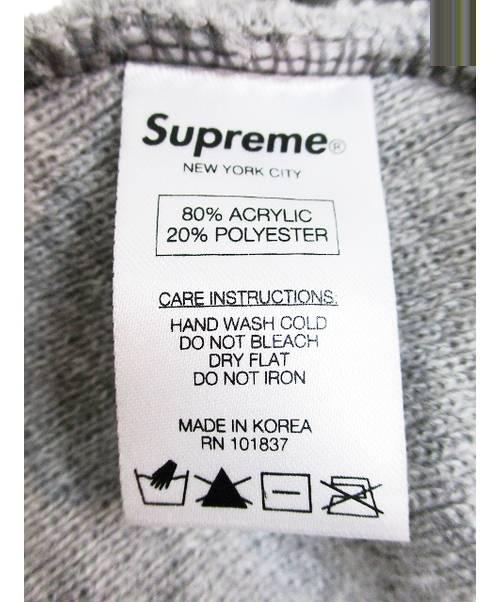 Supreme®
NEW YORK CITY
80% ACRYLIC
20% POLYESTER
CARE INSTRUCTIONS:
HAND WASH COLD
DO NOT BLEACH
DRY FLAT
DO NOT IRON
MADE IN KOREA
RN 101837